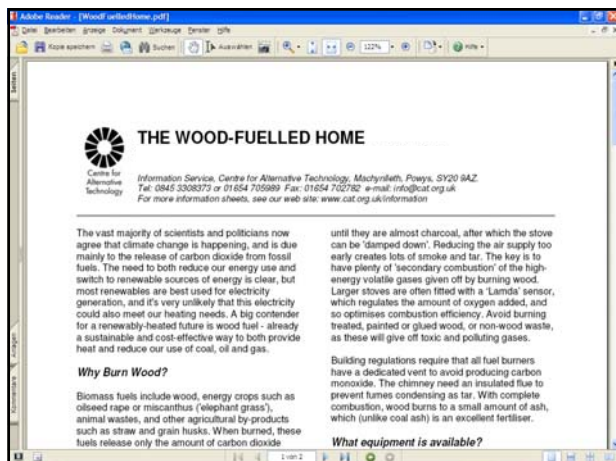 Adobe Reader - [WoodFuelledHome.pdf]
Datei Bearbeiten Anzeige Dokument Werkzeuge Fenster Hilfe
Kopie speichern Suchen Auswählen 122% Hilfe
Seiten
THE WOOD-FUELLED HOME
Centre for
Alternative
Technology
Information Service, Centre for Alternative Technology, Machynlleth, Powys, SY20 9AZ.
Tel: 0845 3308373 or 01654 705989 Fax: 01654 702782 e-mail: info@cat.org.uk
For more information sheets, see our web site: www.cat.org.uk/information
The vast majority of scientists and politicians now
agree that climate change is happening, and is due
mainly to the release of carbon dioxide from fossil
fuels. The need to both reduce our energy use and
switch to renewable sources of energy is clear, but
most renewables are best used for electricity
generation, and it's very unlikely that this electricity
could also meet our heating needs. A big contender
for a renewably-heated future is wood fuel - already
a sustainable and cost-effective way to both provide
heat and reduce our use of coal, oil and gas.
Why Burn Wood?
Biomass fuels include wood, energy crops such as
oilseed rape or miscanthus ('elephant grass'),
animal wastes, and other agricultural by-products
such as straw and grain husks. When burned, these
fuels release only the amount of carbon dioxide
until they are almost charcoal, after which the stove
can be 'damped down'. Reducing the air supply too
early creates lots of smoke and tar. The key is to
have plenty of 'secondary combustion' of the high-
energy volatile gases given off by burning wood.
Larger stoves are often fitted with a 'Lamda' sensor,
which regulates the amount of oxygen added, and
so optimises combustion efficiency. Avoid burning
treated, painted or glued wood, or non-wood waste,
as these will give off toxic and polluting gases.
Building regulations require that all fuel burners
have a dedicated vent to avoid producing carbon
monoxide. The chimney need an insulated flue to
prevent fumes condensing as tar. With complete
combustion, wood burns to a small amount of ash,
which (unlike coal ash) is an excellent fertiliser.
What equipment is available?
Anlagen
Kommentare
1 von 2